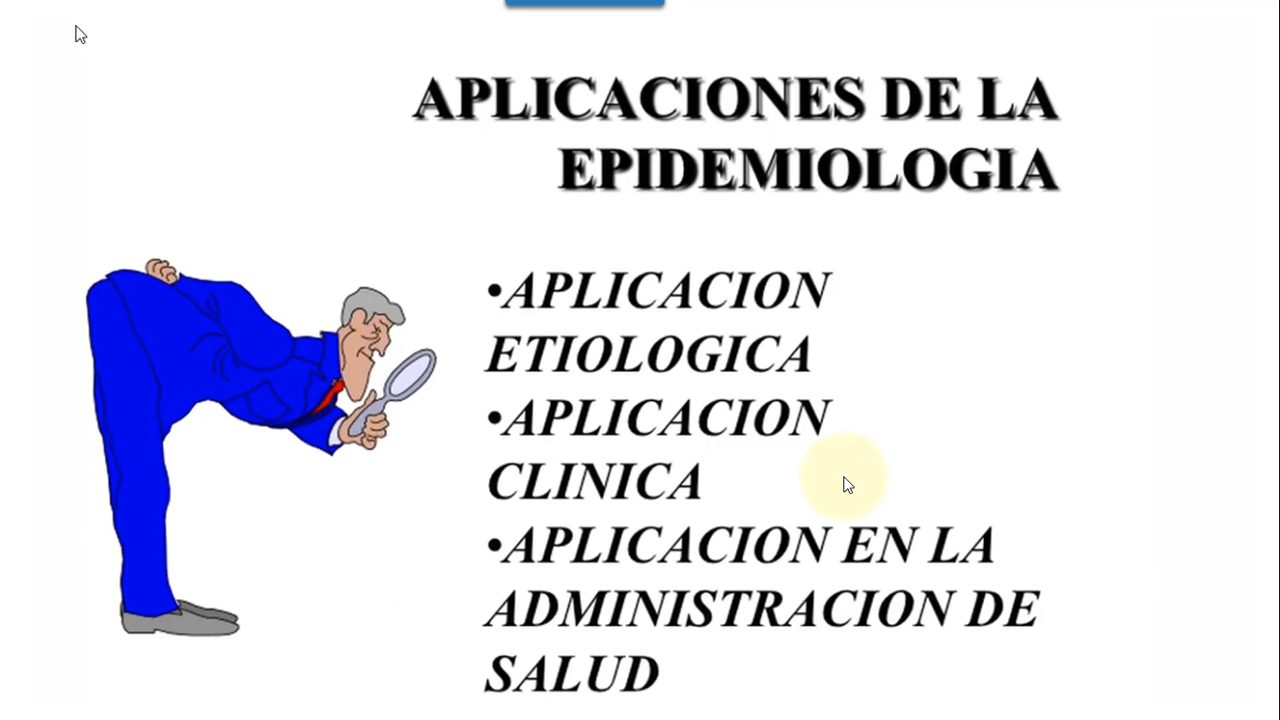 APLICACIONES DE LA
EPIDEMIOLOGIA
•APLICACION
ETIOLOGICA
•APLICACION
CLINICA
•APLICACION EN LA
ADMINISTRACION DE
SALUD